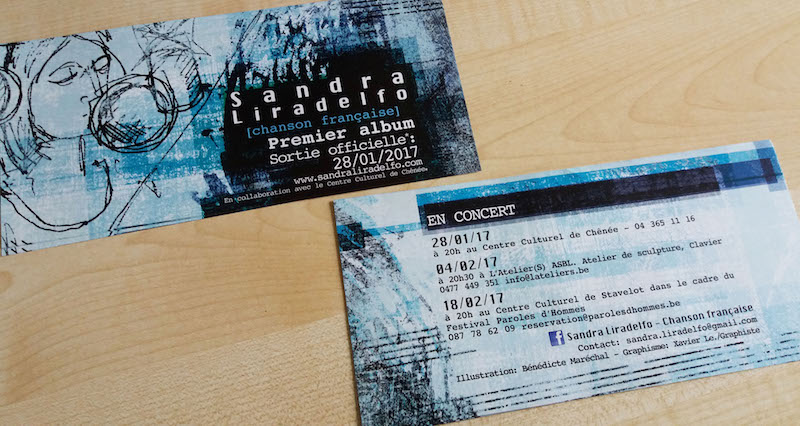 Sandra
Liradelfo
[chanson française]
Premier album
Sortie officielle*:
28/01/2017
www.sandraliradelfo.com
En collaboration avec le Centre Culturel de Chênée.
EN CONCERT
28/01/17
à 20h au Centre Culturel de Chênée - 04 365 11 16
04/02/17
à 20h30 à L'Atelier(S) ASBL. Atelier de sculpture, Clavier
0477 449 351 info@lateliers.be
18/02/17
à 20h au Centre Culturel de Stavelot dans le cadre du
Festival Paroles d'Hommes
087 78 62 09 reservation@parolesdhommes.be
f Sandra Liradelfo - Chanson française
Contact: sandra.liradelfo@gmail.com
Illustration: Bénédicte Maréchal - Graphisme: Xavier Le./Graphiste